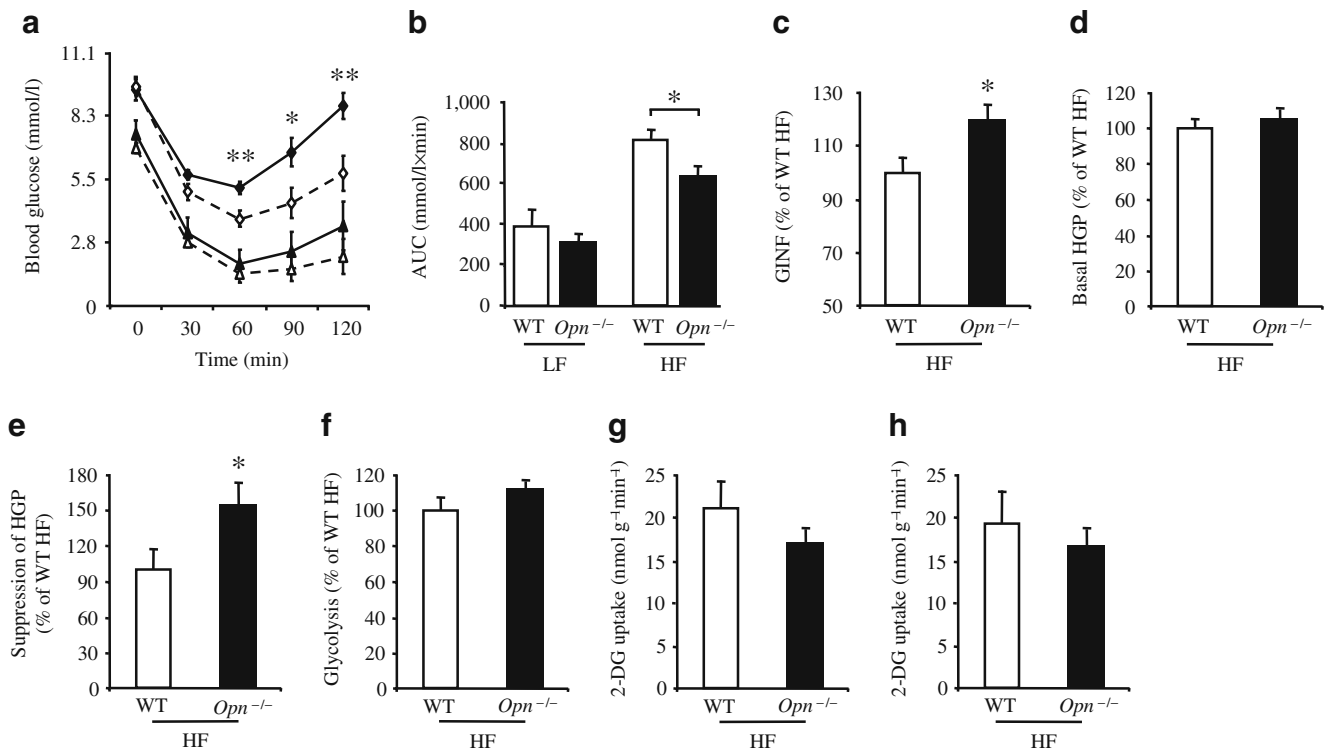 a
11.1
8.3
5.5
2.8
0
Blood glucose (mmol/l)
**
*
**
0 30 60 90 120
Time (min)
b
1,000
800
600
400
200
0
AUC (mmol/l×min)
*
WT Opn −/− WT Opn −/−
LF HF
c
130
110
90
70
50
GINF (% of WT HF)
*
WT Opn −/−
HF
d
120
100
80
60
40
20
0
Basal HGP (% of WT HF)
WT Opn −/−
HF
e
180
150
120
90
60
30
0
Suppression of HGP
(% of WT HF)
*
WT Opn −/−
HF
f
120
100
80
60
40
20
0
Glycolysis (% of WT HF)
WT Opn −/−
HF
g
25
20
15
10
5
0
2-DG uptake (nmol g⁻¹min⁻¹)
WT Opn −/−
HF
h
25
20
15
10
5
0
2-DG uptake (nmol g⁻¹min⁻¹)
WT Opn −/−
HF